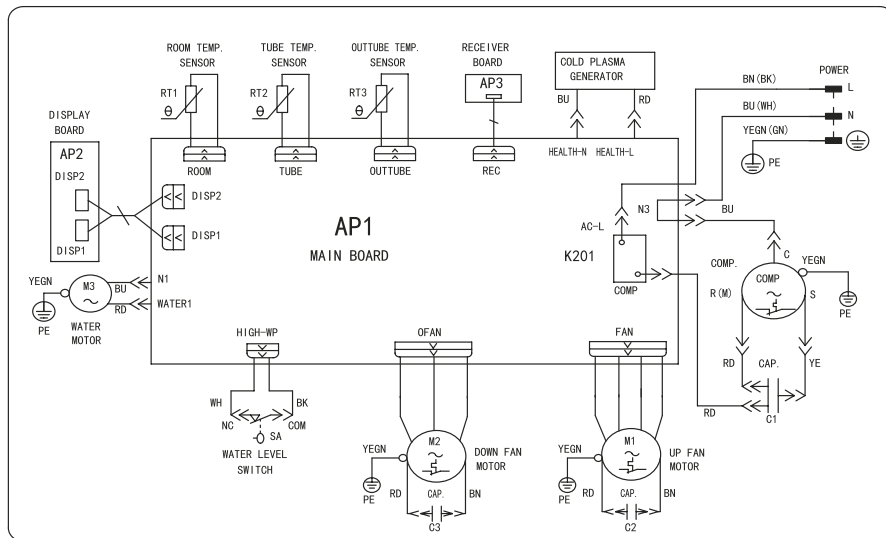 ROOM TEMP.
SENSOR
TUBE TEMP.
SENSOR
OUTTUBE TEMP.
SENSOR
RECEIVER
BOARD
COLD PLASMA
GENERATOR
POWER
RT1
θ
RT2
θ
RT3
θ
AP3
BU
RD
BN(BK)
L
BU(WH)
N
YEGN(GN)
PE
DISPLAY
BOARD
AP2
DISP2
DISP1
DISP2
DISP1
ROOM
TUBE
OUTTUBE
REC
HEALTH-N
HEALTH-L
AP1
MAIN BOARD
AC-L
N3
BU
K201
COMP
YEGN
M3
BU
N1
RD
WATER1
PE
WATER
MOTOR
COMP.
C
YEGN
COMP
R(M)
S
PE
RD
CAP.
YE
RD
C1
HIGH-WP
OFAN
FAN
WH
BK
NC
COM
SA
WATER LEVEL
SWITCH
YEGN
M2
DOWN FAN
MOTOR
PE
RD
CAP.
BN
C3
YEGN
M1
UP FAN
MOTOR
PE
RD
CAP.
BN
C2